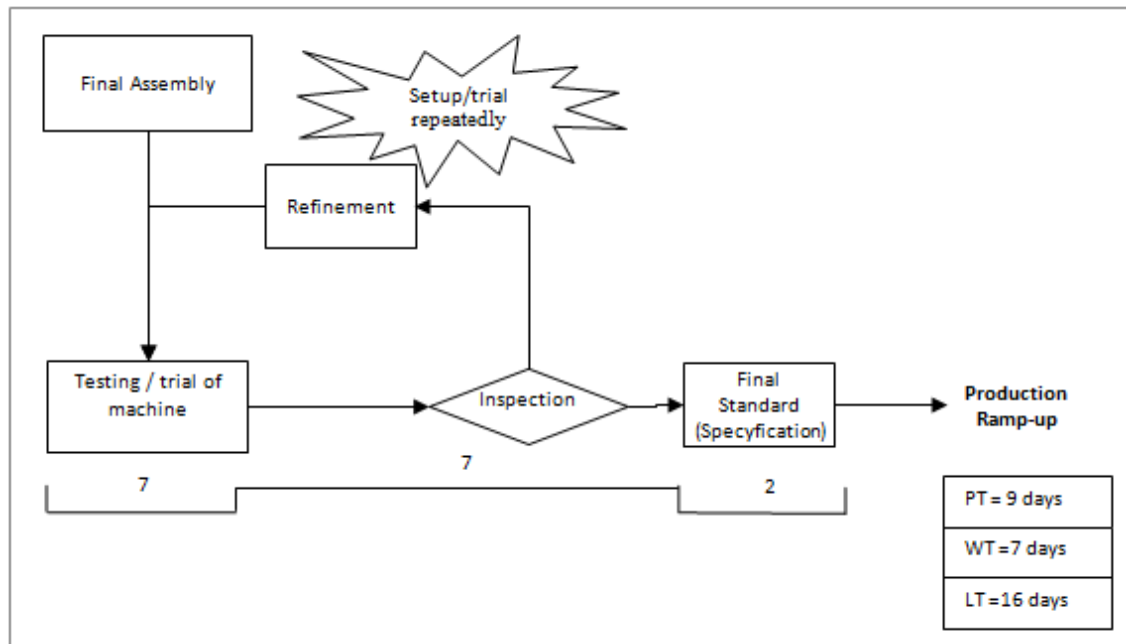 Final Assembly
Setup/trial
repeatedly
Refinement
Testing / trial of
machine
Inspection
Final
Standard
(Specyfication)
Production
Ramp-up
7
7
2
PT= 9 days
WT =7 days
LT =16 days